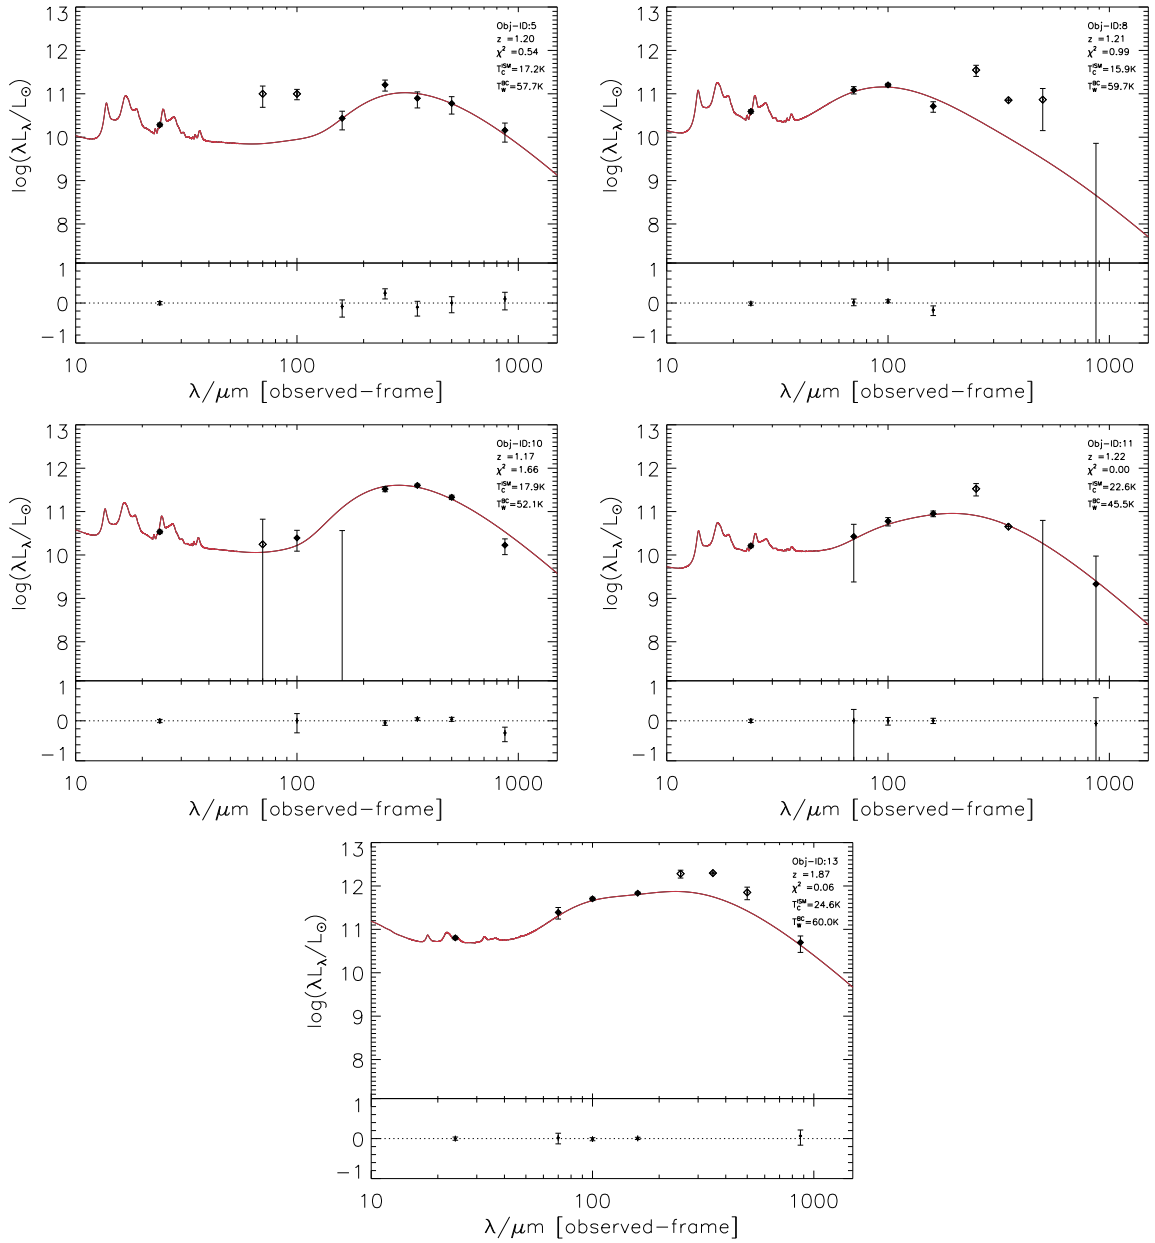 13
12
11
10
9
8
log(λLλ/L⊙)
Obj-ID:5
z =1.20
χ² =0.54
T_C^ISM=17.2K
T_W^BC=57.7K
1
0
−1
10 100 1000
λ/μm [observed-frame]
13
12
11
10
9
8
log(λLλ/L⊙)
Obj-ID:8
z =1.21
χ² =0.99
T_C^ISM=15.9K
T_W^BC=59.7K
1
0
−1
10 100 1000
λ/μm [observed-frame]
13
12
11
10
9
8
log(λLλ/L⊙)
Obj-ID:10
z =1.17
χ² =1.66
T_C^ISM=17.9K
T_W^BC=52.1K
1
0
−1
10 100 1000
λ/μm [observed-frame]
13
12
11
10
9
8
log(λLλ/L⊙)
Obj-ID:11
z =1.22
χ² =0.00
T_C^ISM=22.6K
T_W^BC=45.5K
1
0
−1
10 100 1000
λ/μm [observed-frame]
13
12
11
10
9
8
log(λLλ/L⊙)
Obj-ID:13
z =1.87
χ² =0.06
T_C^ISM=24.6K
T_W^BC=60.0K
1
0
−1
10 100 1000
λ/μm [observed-frame]